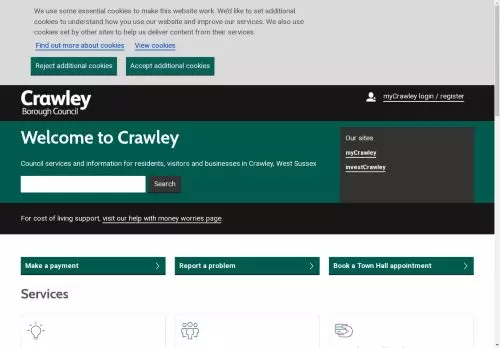 We use some essential cookies to make this website work. We'd like to set additional
cookies to understand how you use our website and improve our services. We also
use cookies set by other sites to help us deliver content from their services.
Find out more about cookies
View cookies
Reject additional cookies
Accept additional cookies
Crawley
Borough Council
myCrawley login / register
Welcome to Crawley
Council services and information for residents, visitors and businesses in Crawley, West Sussex
Search
Our sites
myCrawley
investCrawley
For cost of living support, visit our help with money worries page.
Make a payment
Report a problem
Book a Town Hall appointment
Services